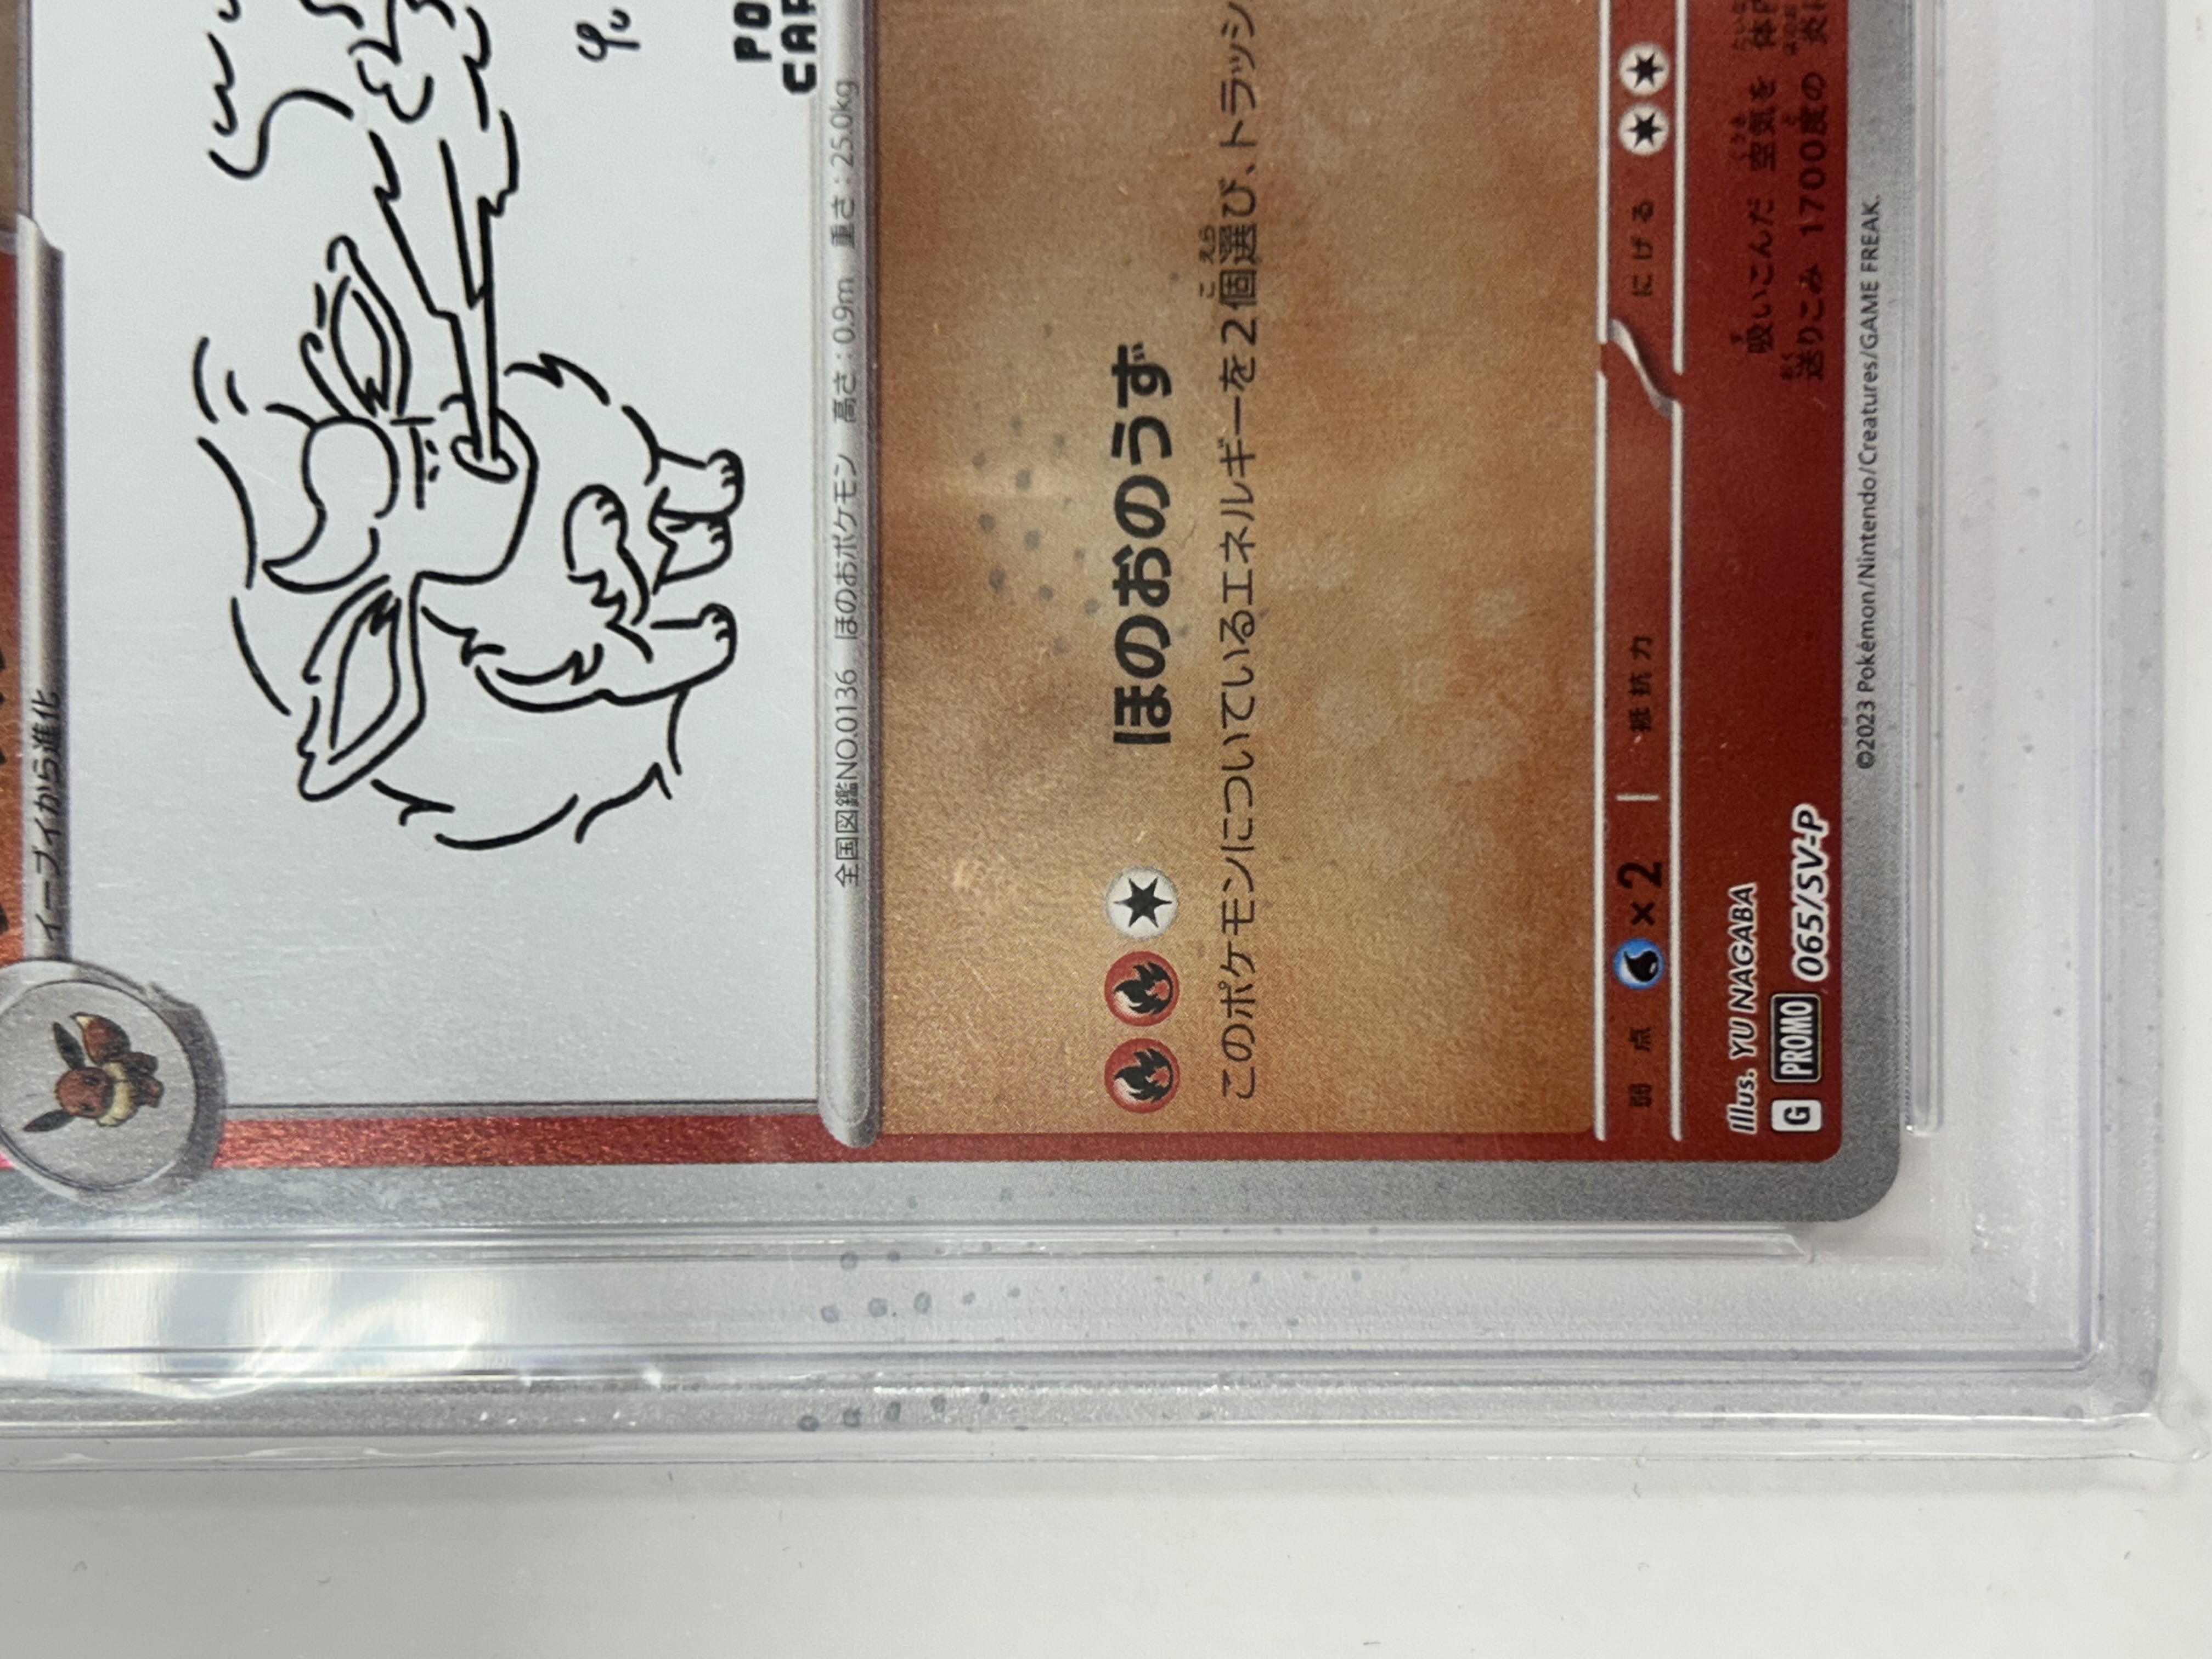 イーブイから進化
PO
CAR
全国図鑑NO.0136 ほのおポケモン 高さ:0.9m 重さ:25.0kg
ほのおのうず
このポケモンについているエネルギーを2個選び、トラッシ
弱点 ×2 抵抗力 にげる
Illus. YU NAGABA
吸いこんだ 空気を 体内
G PROMO 065/SV-P
送りこみ 1700度の 炎
©2023 Pokémon/Nintendo/Creatures/GAME FREAK.